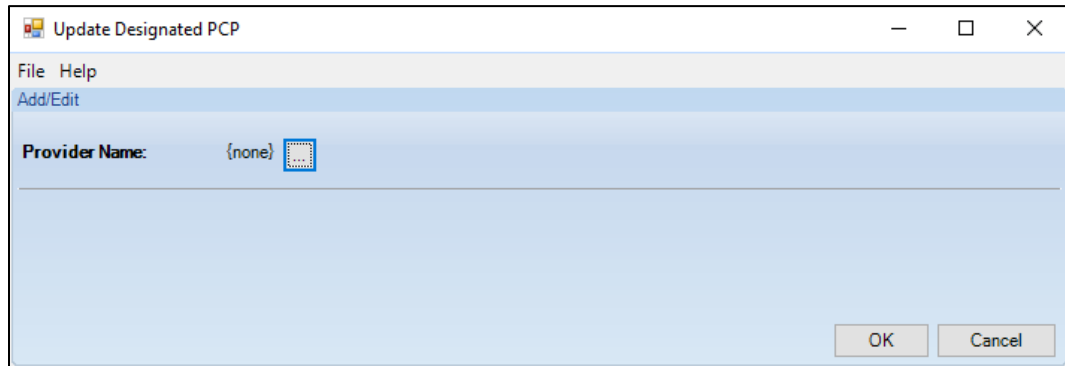 Update Designated PCP
File Help
Add/Edit
Provider Name: {none} ...
OK Cancel